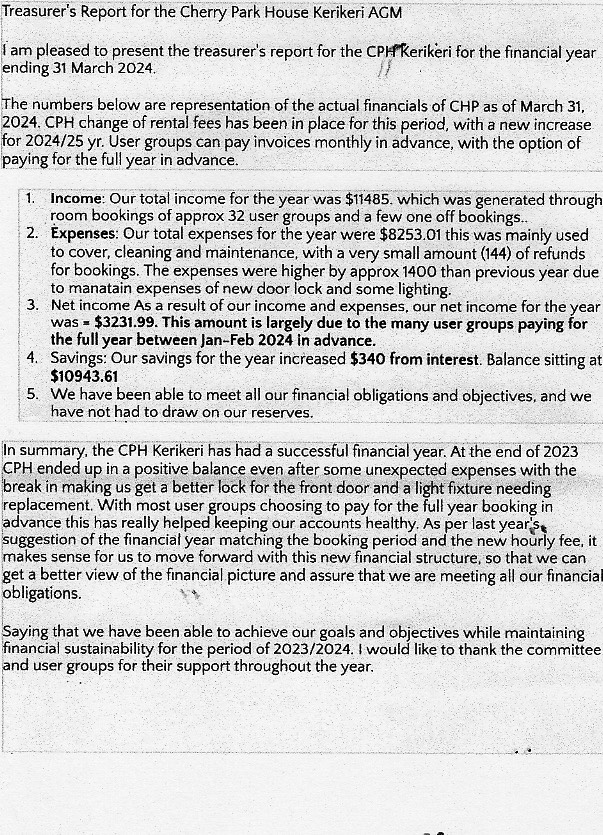 Treasurer's Report for the Cherry Park House Kerikeri AGM
I am pleased to present the treasurer's report for the CPH Kerikeri for the financial year
ending 31 March 2024.
The numbers below are representation of the actual financials of CHP as of March 31,
2024. CPH change of rental fees has been in place for this period, with a new increase
for 2024/25 yr. User groups can pay invoices monthly in advance, with the option of
paying for the full year in advance.
1. Income: Our total income for the year was $11485. which was generated through
room bookings of approx 32 user groups and a few one off bookings..
2. Expenses: Our total expenses for the year were $8253.01 this was mainly used
to cover, cleaning and maintenance, with a very small amount (144) of refunds
for bookings. The expenses were higher by approx 1400 than previous year due
to manatain expenses of new door lock and some lighting.
3. Net income As a result of our income and expenses, our net income for the year
was = $3231.99. This amount is largely due to the many user groups paying for
the full year between Jan-Feb 2024 in advance.
4. Savings: Our savings for the year increased $340 from interest. Balance sitting at
$10943.61
5. We have been able to meet all our financial obligations and objectives, and we
have not had to draw on our reserves.
In summary, the CPH Kerikeri has had a successful financial year. At the end of 2023
CPH ended up in a positive balance even after some unexpected expenses with the
break in making us get a better lock for the front door and a light fixture needing
replacement. With most user groups choosing to pay for the full year booking in
advance this has really helped keeping our accounts healthy. As per last year's
suggestion of the financial year matching the booking period and the new hourly fee, it
makes sense for us to move forward with this new financial structure, so that we can
get a better view of the financial picture and assure that we are meeting all our financial
obligations.
Saying that we have been able to achieve our goals and objectives while maintaining
financial sustainability for the period of 2023/2024. I would like to thank the committee
and user groups for their support throughout the year.